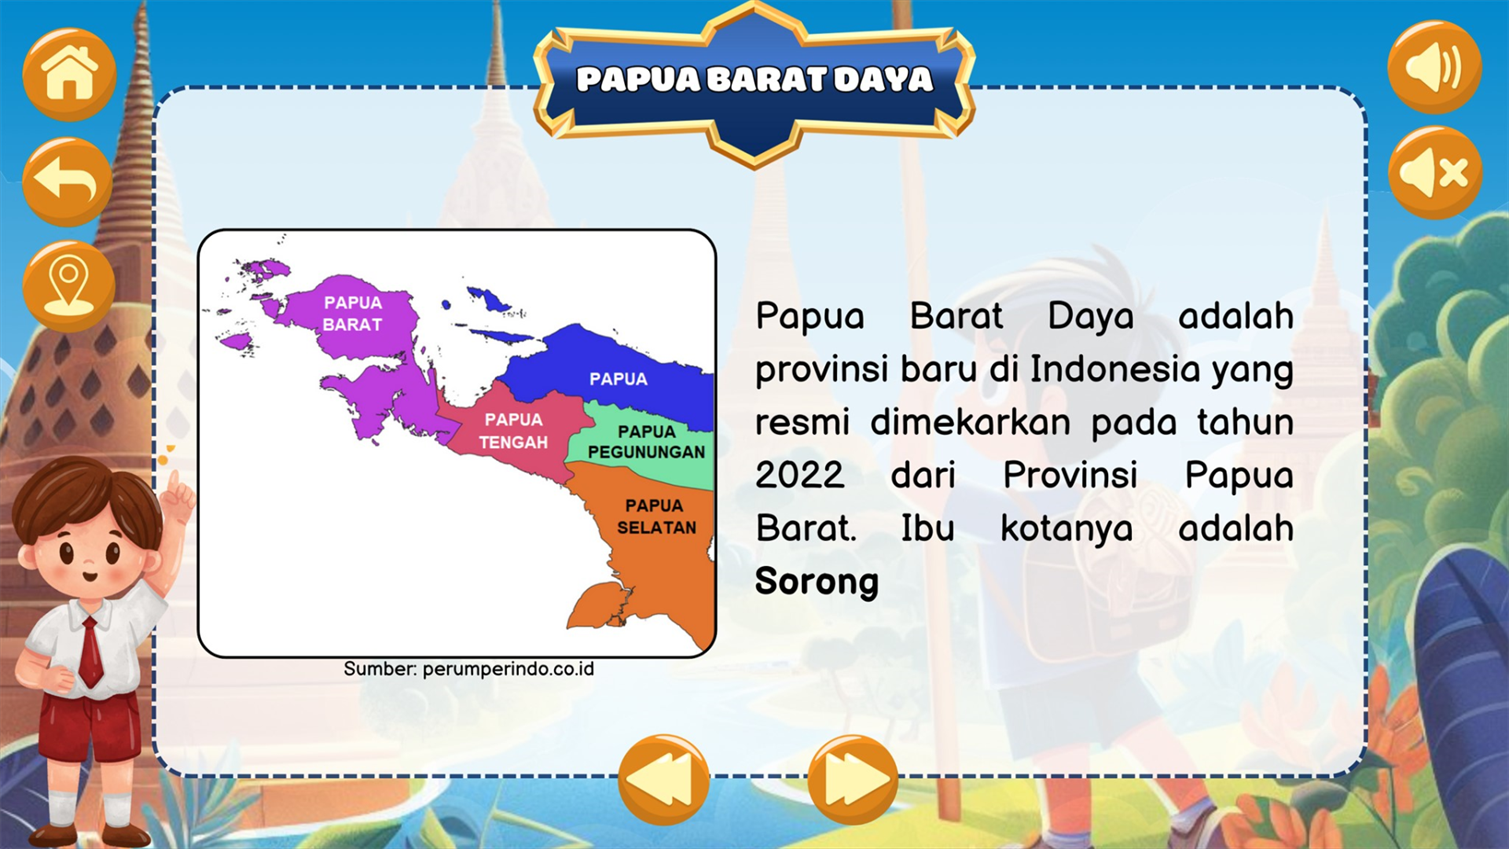 PAPUA BARAT DAYA
PAPUA
BARAT
PAPUA
PAPUA
TENGAH
PAPUA
PEGUNUNGAN
PAPUA
SELATAN
Sumber: perumperindo.co.id
Papua Barat Daya adalah
provinsi baru di Indonesia yang
resmi dimekarkan pada tahun
2022 dari Provinsi Papua
Barat. Ibu kotanya adalah
Sorong